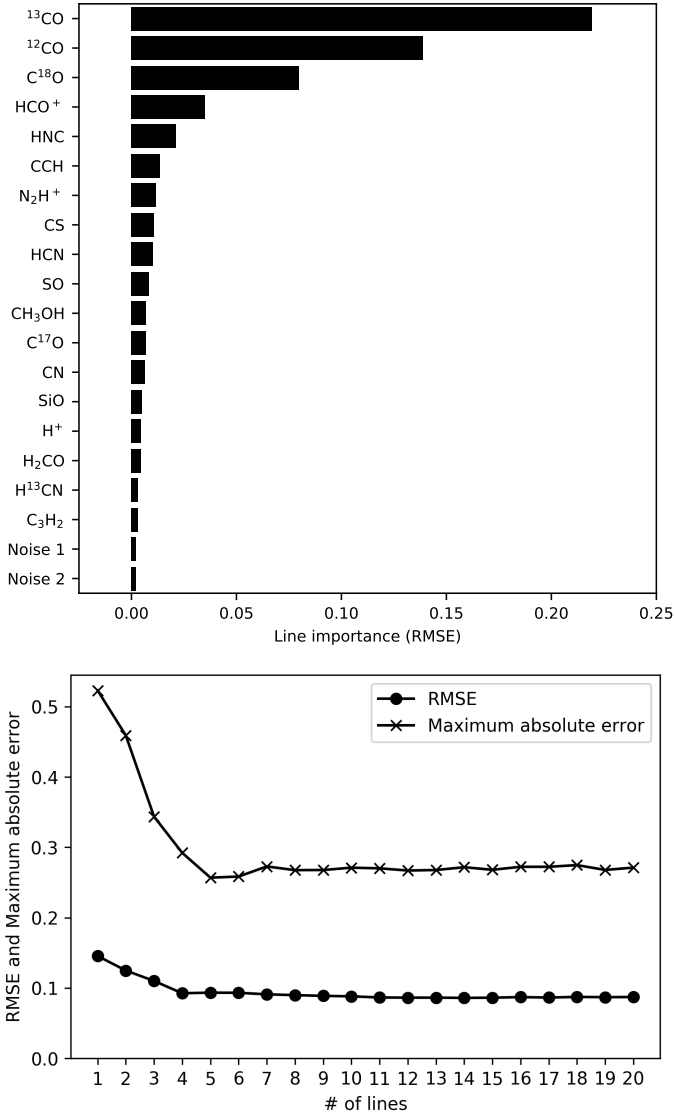 ¹³CO
¹²CO
C¹⁸O
HCO⁺
HNC
CCH
N₂H⁺
CS
HCN
SO
CH₃OH
C¹⁷O
CN
SiO
H⁺
H₂CO
H¹³CN
C₃H₂
Noise 1
Noise 2
0.00 0.05 0.10 0.15 0.20 0.25
Line importance (RMSE)
RMSE and Maximum absolute error
0.5
0.4
0.3
0.2
0.1
0.0
RMSE
Maximum absolute error
1 2 3 4 5 6 7 8 9 10 11 12 13 14 15 16 17 18 19 20
# of lines